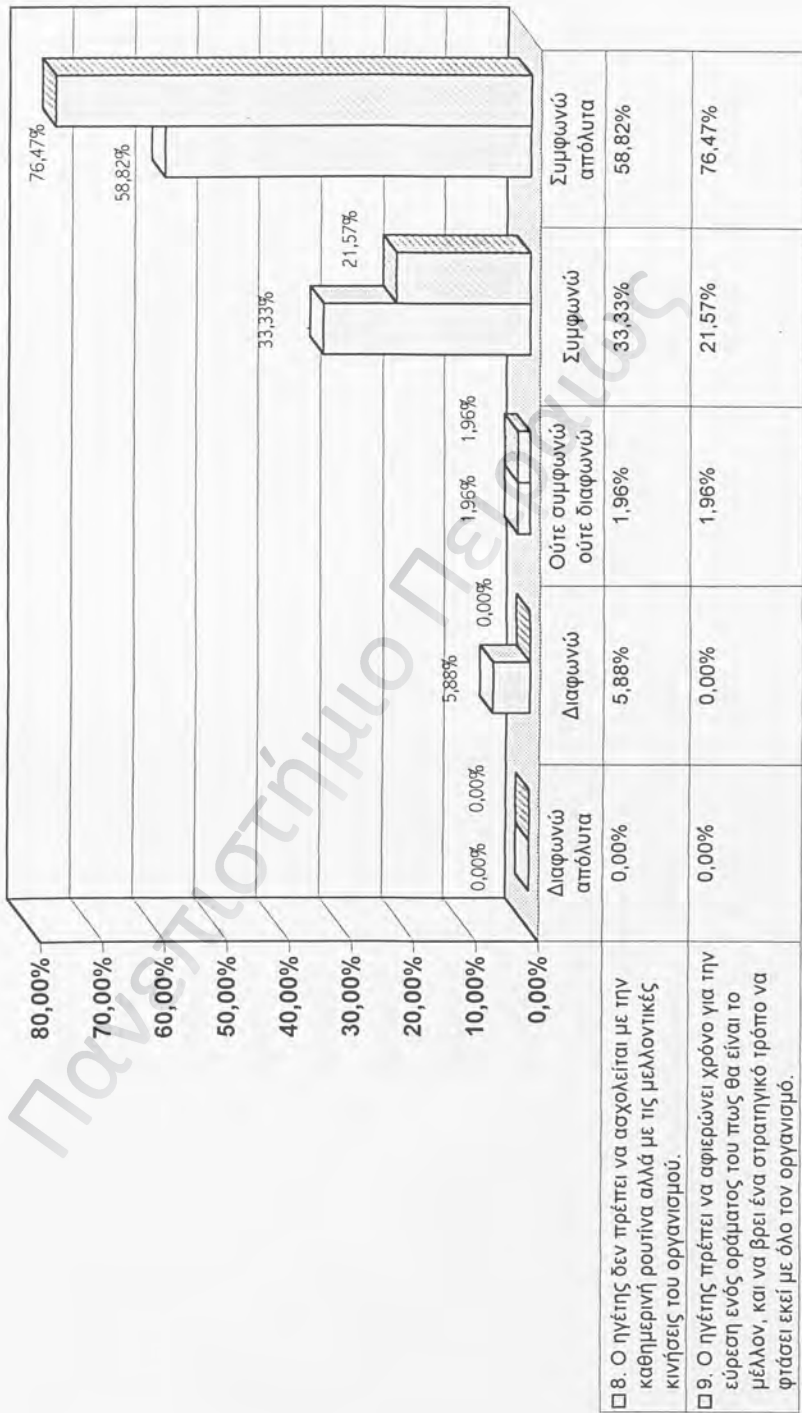 76,47%
58,82%
33,33%
21,57%
1,96%
1,96%
5,88%
0,00%
0,00%
0,00%
80,00%
70,00%
60,00%
50,00%
40,00%
30,00%
20,00%
10,00%
0,00%
Διαφωνώ απόλυτα
Διαφωνώ
Ούτε συμφωνώ ούτε διαφωνώ
Συμφωνώ
Συμφωνώ απόλυτα
□ 8. Ο ηγέτης δεν πρέπει να ασχολείται με την
καθημερινή ρουτίνα αλλά με τις μελλοντικές
κινήσεις του οργανισμού.
0,00%
5,88%
1,96%
33,33%
58,82%
□ 9. Ο ηγέτης πρέπει να αφιερώνει χρόνο για την
εύρεση ενός οράματος του πως θα είναι το
μέλλον, και να βρει ένα στρατηγικό τρόπο να
φτάσει εκεί με όλο τον οργανισμό.
0,00%
0,00%
1,96%
21,57%
76,47%
Πανεπιστήμιο Πειραιώς